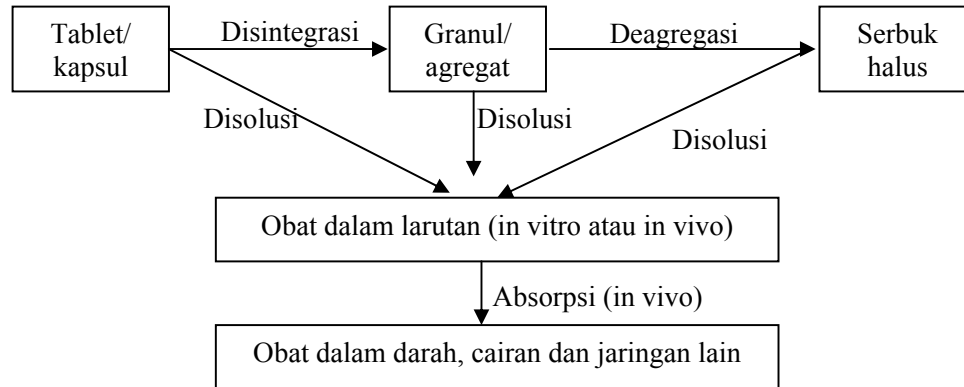 Tablet/
kapsul
Disintegrasi
Granul/
agregat
Deagregasi
Serbuk
halus
Disolusi
Disolusi
Disolusi
Obat dalam larutan (in vitro atau in vivo)
Absorpsi (in vivo)
Obat dalam darah, cairan dan jaringan lain